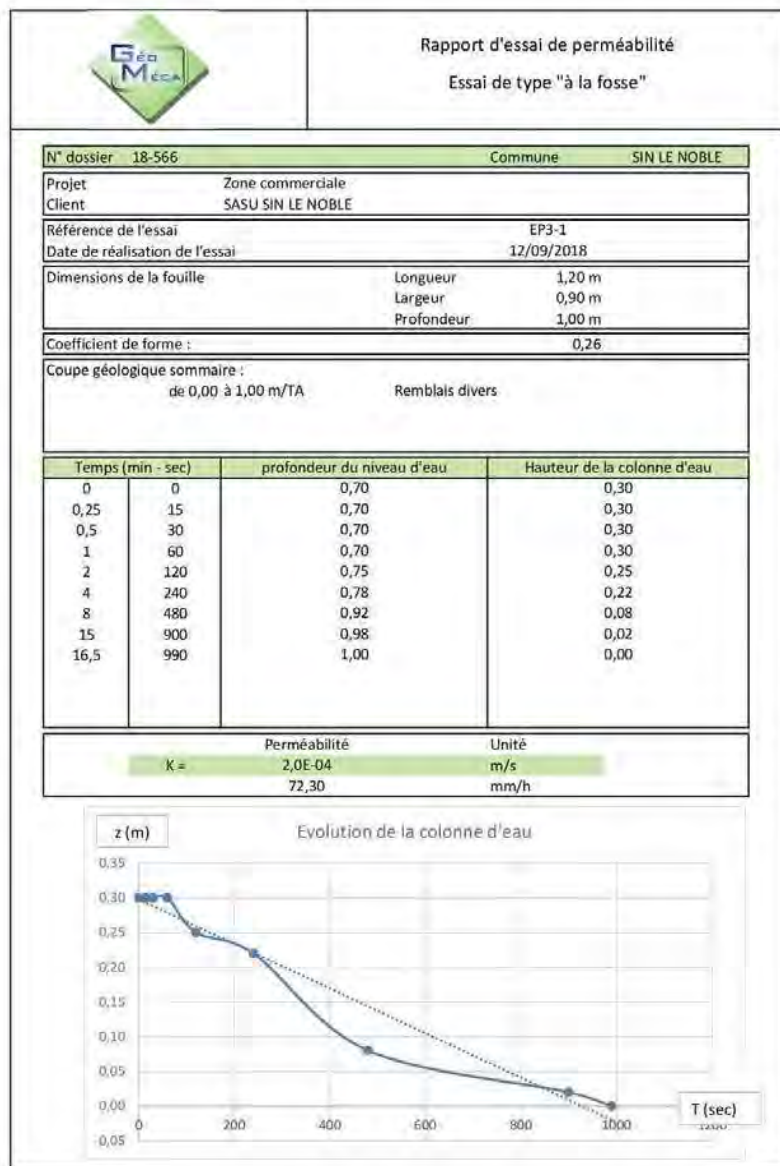 Géo
MécA
Rapport d'essai de perméabilité
Essai de type "à la fosse"
N° dossier 18-566 Commune SIN LE NOBLE
Projet Zone commerciale
Client SASU SIN LE NOBLE
Référence de l'essai EP3-1
Date de réalisation de l'essai 12/09/2018
Dimensions de la fouille Longueur 1,20 m
Largeur 0,90 m
Profondeur 1,00 m
Coefficient de forme : 0,26
Coupe géologique sommaire :
de 0,00 à 1,00 m/TA Remblais divers
Temps (min - sec) profondeur du niveau d'eau Hauteur de la colonne d'eau
0 0 0,70 0,30
0,25 15 0,70 0,30
0,5 30 0,70 0,30
1 60 0,70 0,30
2 120 0,75 0,25
4 240 0,78 0,22
8 480 0,92 0,08
15 900 0,98 0,02
16,5 990 1,00 0,00
Perméabilité Unité
K = 2,0E-04 m/s
72,30 mm/h
z (m) Evolution de la colonne d'eau
0,35
0,30
0,25
0,20
0,15
0,10
0,05
0,00
0 200 400 600 800 1000 1200
T (sec)
0,05